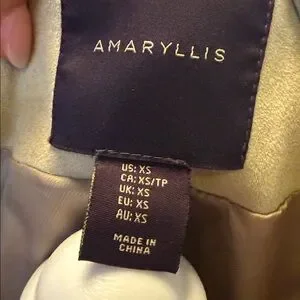 AMARYLLIS
US: XS
CA: XS/TP
UK: XS
EU: XS
AU: XS
MADE IN
CHINA